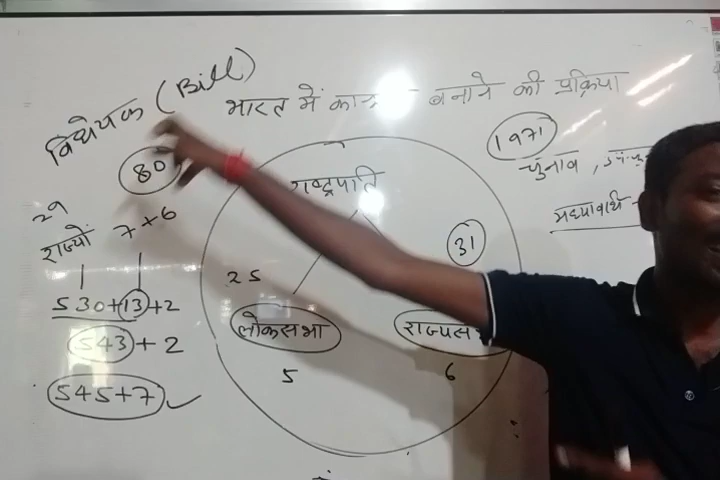 विधेयक (Bill)
भारत में बनाने की प्रक्रिया
1971
चुनाव ,
80
राष्ट्रपति
29
राज्यों
7 + 6
31
25
530+13+2
लोकसभा
543 + 2
5
6
545+7